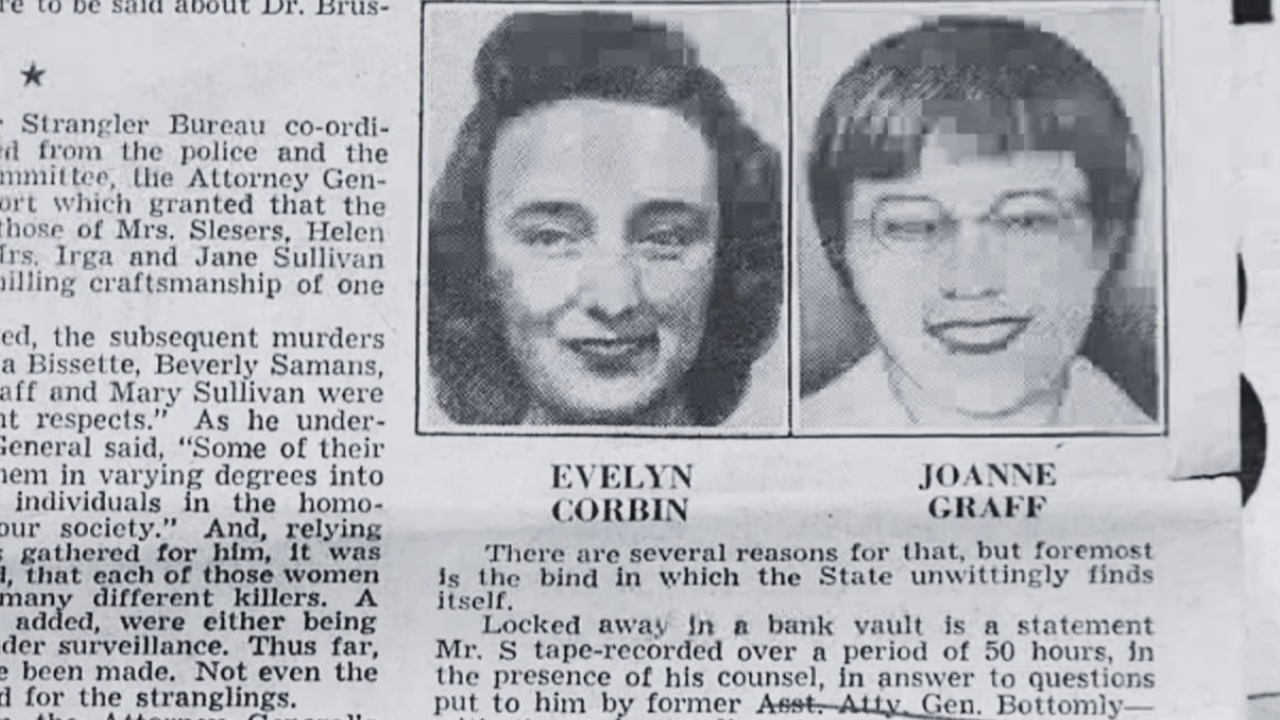 re to be said about Dr. Brus-
★
Strangler Bureau co-ordi-
ed from the police and the
mmittee, the Attorney Gen-
ort which granted that the
those of Mrs. Slesers, Helen
Mrs. Irga and Jane Sullivan
hilling craftsmanship of one
ed, the subsequent murders
a Bissette, Beverly Samans,
aff and Mary Sullivan were
nt respects." As he under-
General said, "Some of their
hem in varying degrees into
individuals in the homo-
our society." And, relying
s gathered for him, it was
d, that each of those women
many different killers. A
added, were either being
der surveillance. Thus far,
e been made. Not even the
d for the stranglings.
the Attorney General's
EVELYN
CORBIN
JOANNE
GRAFF
There are several reasons for that, but foremost
is the bind in which the State unwittingly finds
itself.
Locked away in a bank vault is a statement
Mr. S tape-recorded over a period of 50 hours, in
the presence of his counsel, in answer to questions
put to him by former Asst. Atty. Gen. Bottomly—